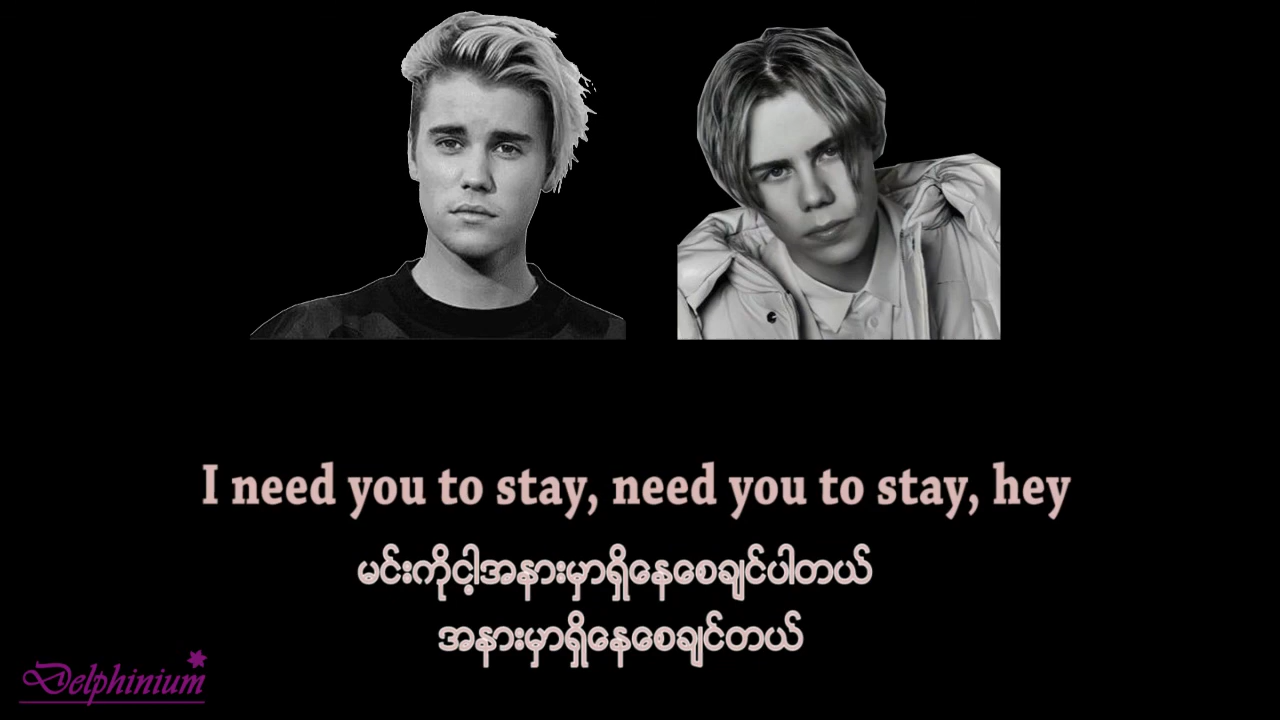 I need you to stay, need you to stay, hey
မင်းကိုငါ့အနားမှာရှိနေစေချင်ပါတယ်
အနားမှာရှိနေစေချင်တယ်
Delphinium